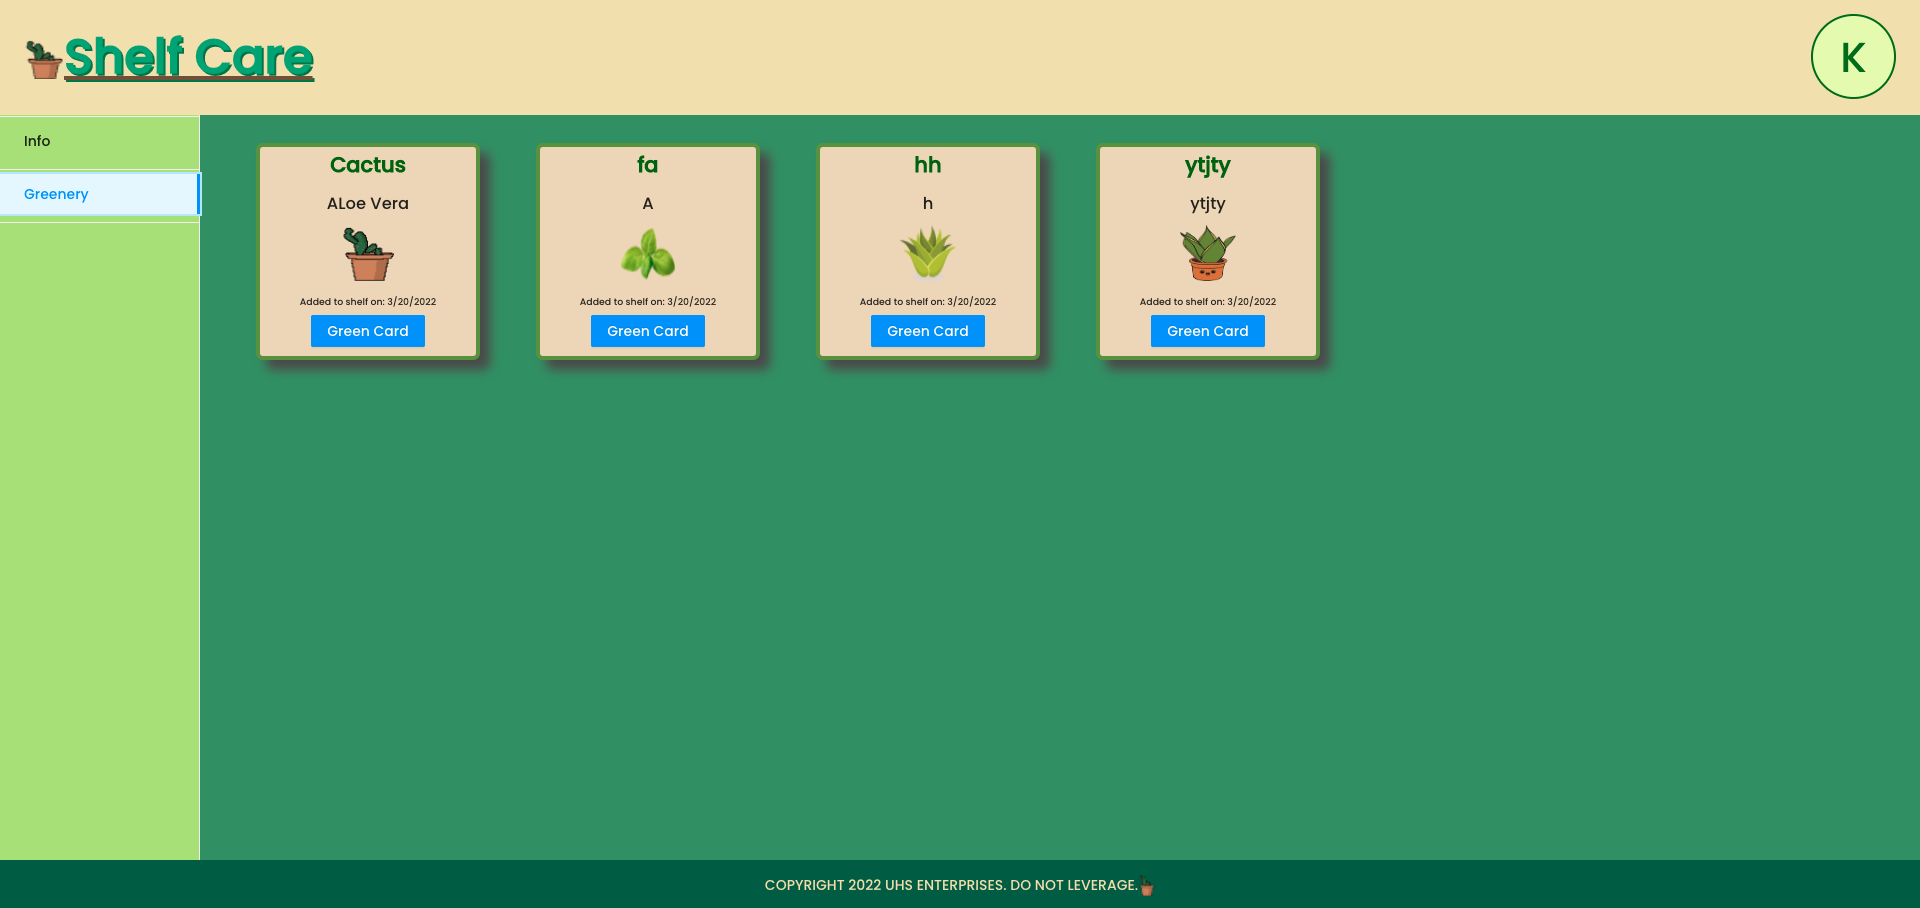 Shelf Care
K
Info
Greenery
Cactus
ALoe Vera
Added to shelf on: 3/20/2022
Green Card
fa
A
Added to shelf on: 3/20/2022
Green Card
hh
h
Added to shelf on: 3/20/2022
Green Card
ytjty
ytjty
Added to shelf on: 3/20/2022
Green Card
COPYRIGHT 2022 UHS ENTERPRISES. DO NOT LEVERAGE.